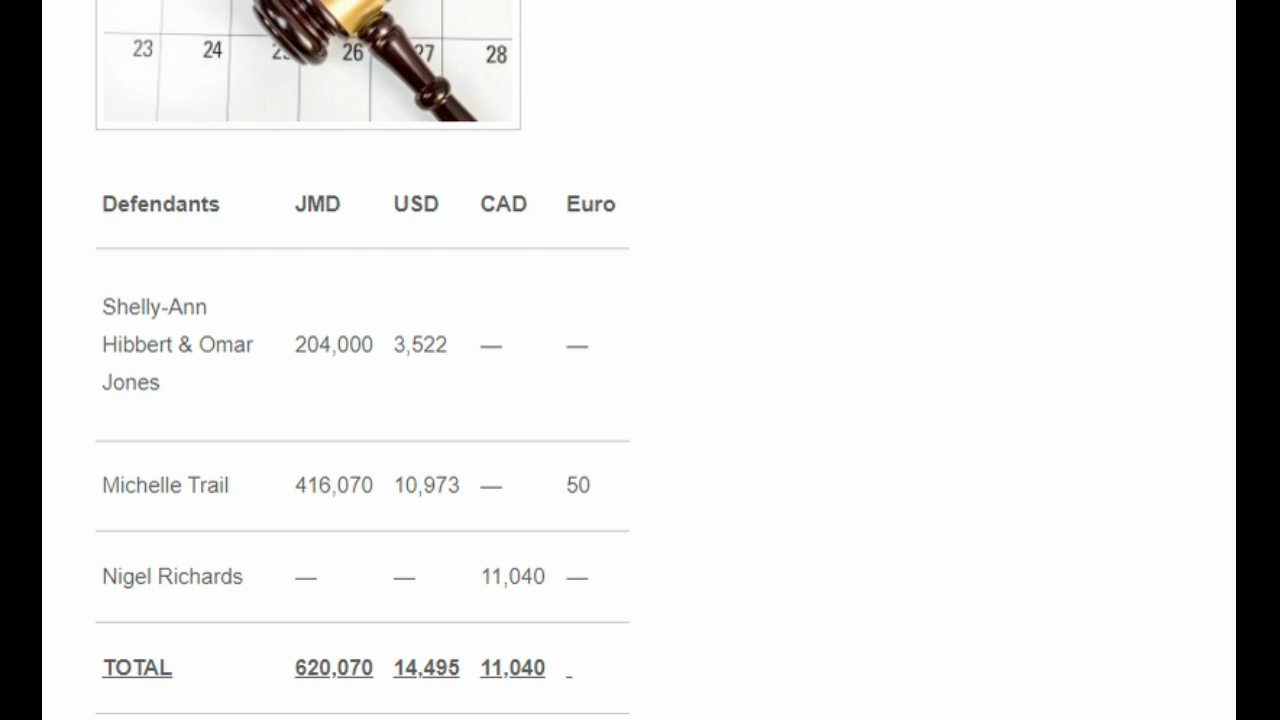 23 24 26 27 28
Defendants JMD USD CAD Euro
Shelly-Ann
Hibbert & Omar 204,000 3,522 — —
Jones
Michelle Trail 416,070 10,973 — 50
Nigel Richards — — 11,040 —
TOTAL 620,070 14,495 11,040 -